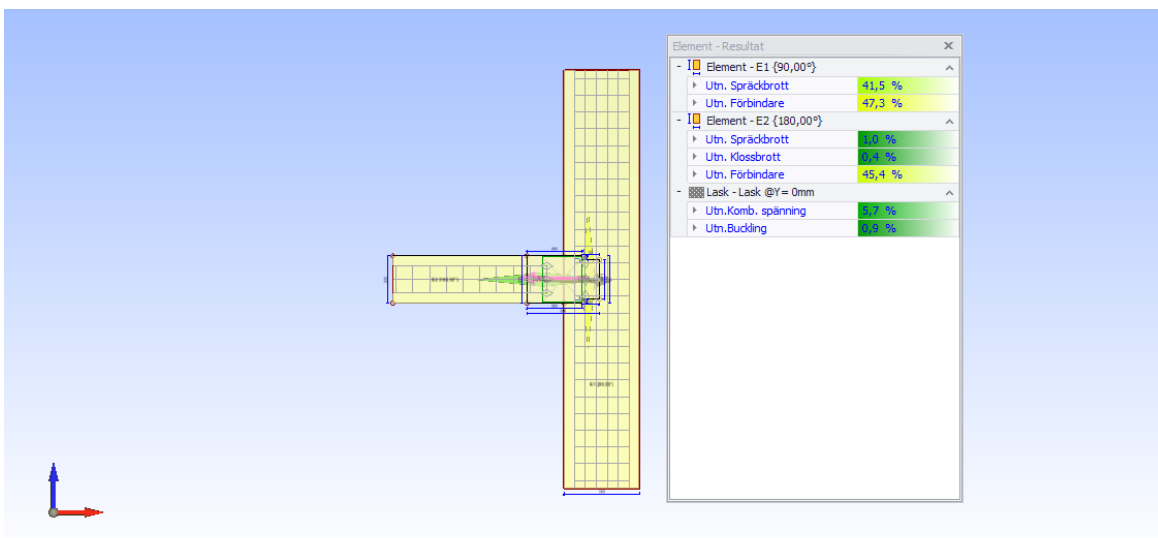 Element - Resultat
Element - E1 {90,00°}
Utn. Spräckbrott 41,5 %
Utn. Förbindare 47,3 %
Element - E2 {180,00°}
Utn. Spräckbrott 1,0 %
Utn. Klossbrott 0,4 %
Utn. Förbindare 45,4 %
Lask - Lask @Y= 0mm
Utn.Komb. spänning 5,7 %
Utn.Buckling 0,9 %